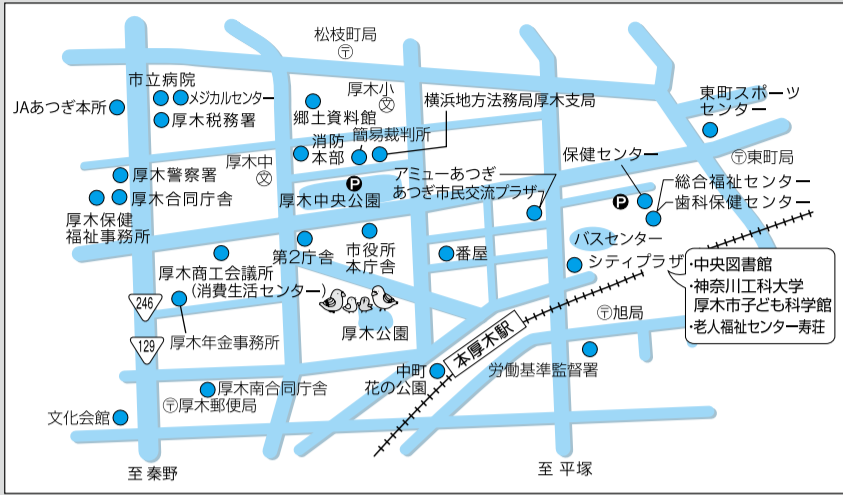 松枝町局
〒
市立病院
メジカルセンター
JAあつぎ本所
厚木税務署
厚木小
文
郷土資料館
横浜地方法務局厚木支局
東町スポーツ
センター
消防
本部
簡易裁判所
厚木中
文
保健センター
〒東町局
アミューあつぎ
あつぎ市民交流プラザ
厚木警察署
厚木合同庁舎
P
厚木中央公園
P
総合福祉センター
歯科保健センター
厚木保健
福祉事務所
第2庁舎
市役所
本庁舎
番屋
バスセンター
シティプラザ
・中央図書館
・神奈川工科大学
厚木市子ども科学館
・老人福祉センター寿荘
厚木商工会議所
(消費生活センター)
246
厚木公園
〒旭局
129
厚木年金事務所
本厚木駅
中町
花の公園
労働基準監督署
厚木南合同庁舎
〒厚木郵便局
文化会館
至 秦野
至 平塚